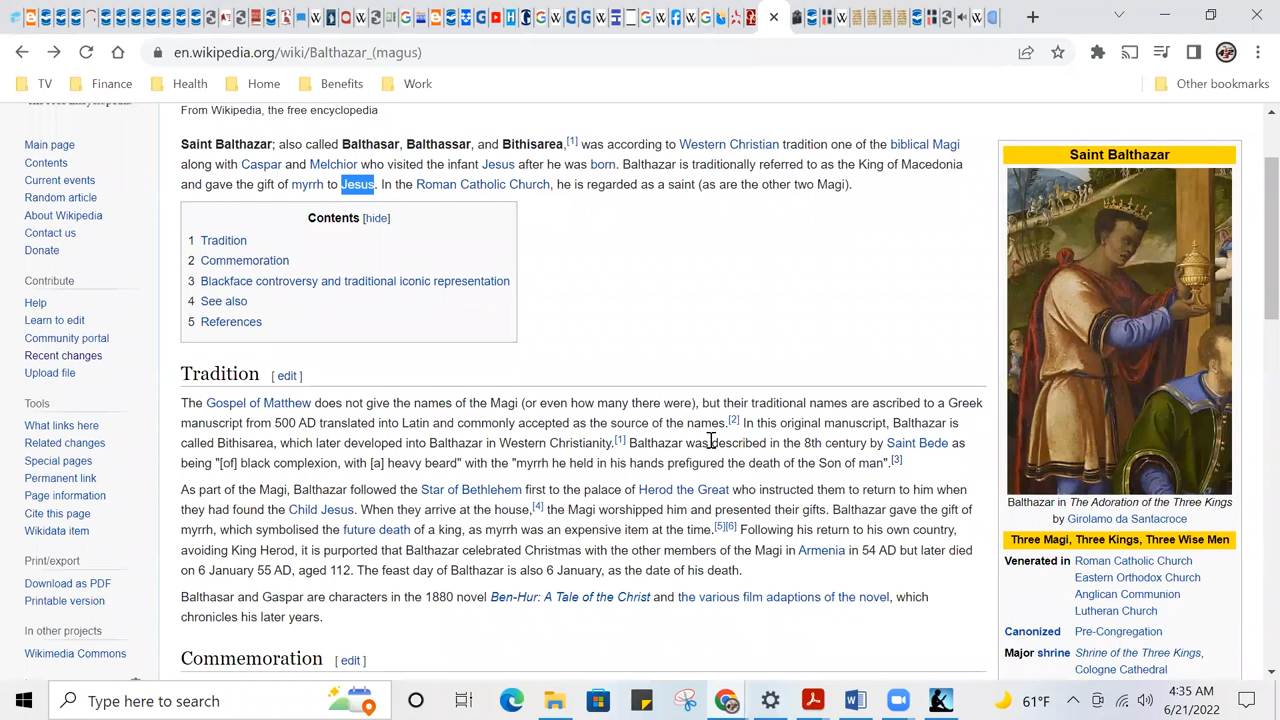 en.wikipedia.org/wiki/Balthazar_(magus)
TV Finance Health Home Benefits Work Other bookmarks
From Wikipedia, the free encyclopedia
Main page
Contents
Current events
Random article
About Wikipedia
Contact us
Donate
Contribute
Help
Learn to edit
Community portal
Recent changes
Upload file
Tools
What links here
Related changes
Special pages
Permanent link
Page information
Cite this page
Wikidata item
Print/export
Download as PDF
Printable version
In other projects
Wikimedia Commons
Saint Balthazar; also called Balthasar, Balthassar, and Bithisarea,[1] was according to Western Christian tradition one of the biblical Magi
along with Caspar and Melchior who visited the infant Jesus after he was born. Balthazar is traditionally referred to as the King of Macedonia
and gave the gift of myrrh to Jesus. In the Roman Catholic Church, he is regarded as a saint (as are the other two Magi).
Contents [hide]
1 Tradition
2 Commemoration
3 Blackface controversy and traditional iconic representation
4 See also
5 References
Tradition [ edit ]
The Gospel of Matthew does not give the names of the Magi (or even how many there were), but their traditional names are ascribed to a Greek
manuscript from 500 AD translated into Latin and commonly accepted as the source of the names.[2] In this original manuscript, Balthazar is
called Bithisarea, which later developed into Balthazar in Western Christianity.[1] Balthazar was described in the 8th century by Saint Bede as
being "[of] black complexion, with [a] heavy beard" with the "myrrh he held in his hands prefigured the death of the Son of man".[3]
As part of the Magi, Balthazar followed the Star of Bethlehem first to the palace of Herod the Great who instructed them to return to him when
they had found the Child Jesus. When they arrive at the house,[4] the Magi worshipped him and presented their gifts. Balthazar gave the gift of
myrrh, which symbolised the future death of a king, as myrrh was an expensive item at the time.[5][6] Following his return to his own country,
avoiding King Herod, it is purported that Balthazar celebrated Christmas with the other members of the Magi in Armenia in 54 AD but later died
on 6 January 55 AD, aged 112. The feast day of Balthazar is also 6 January, as the date of his death.
Balthasar and Gaspar are characters in the 1880 novel Ben-Hur: A Tale of the Christ and the various film adaptions of the novel, which
chronicles his later years.
Commemoration [ edit ]
Saint Balthazar
Balthazar in The Adoration of the Three Kings
by Girolamo da Santacroce
Three Magi, Three Kings, Three Wise Men
Venerated in Roman Catholic Church
Eastern Orthodox Church
Anglican Communion
Lutheran Church
Canonized Pre-Congregation
Major shrine Shrine of the Three Kings,
Cologne Cathedral
Type here to search
61°F
4:35 AM
6/21/2022